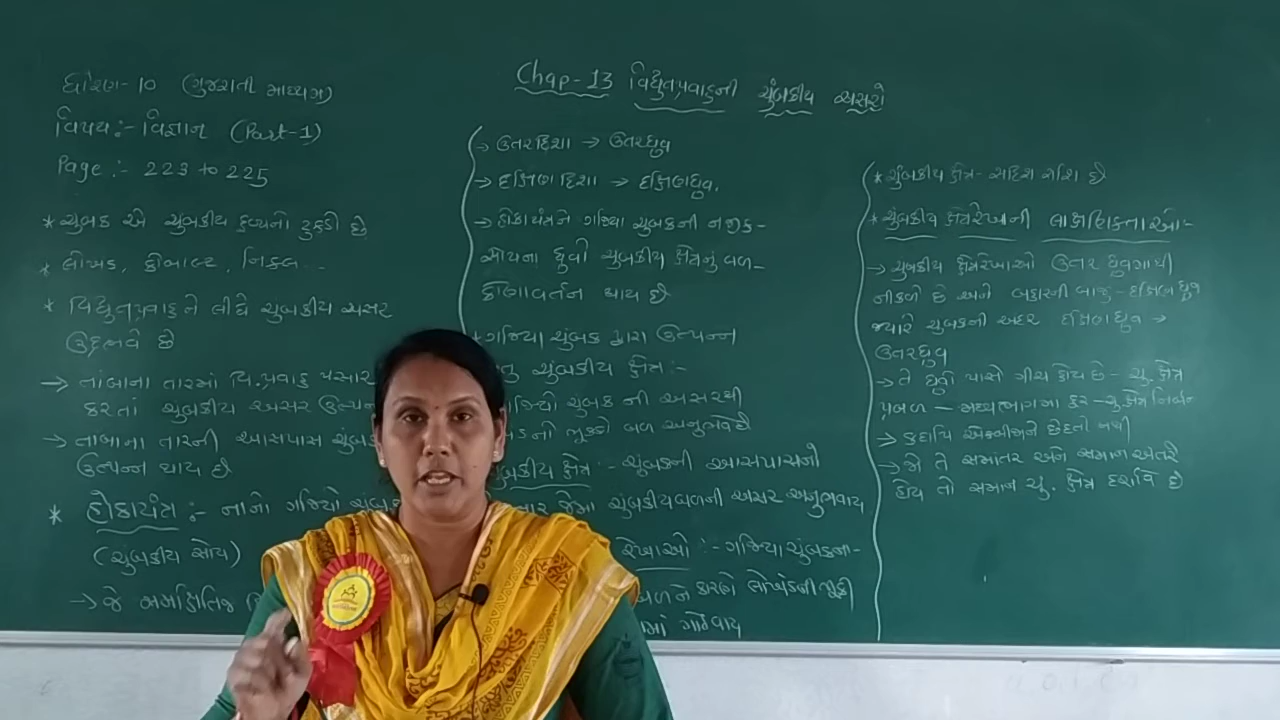 ધોરણ-10 (ગુજરાતી માધ્યમ)
વિષય:- વિજ્ઞાન (Part-1)
Page:- 223 to 225
* ચુંબક એ ચુંબકીય દ્રવ્યનો ટુકડો છે
* લોખંડ, કોબાલ્ટ, નિકલ...
* વિદ્યુતપ્રવાહને લીધે ચુંબકીય અસર
ઉદ્ભવે છે
→ તાંબાના તારમાં વિ.પ્રવાહ પસાર
કરતાં ચુંબકીય અસર ઉત્પન્ન
→ તાંબાના તારની આસપાસ ચુંબ
ઉત્પન્ન થાય છે
* હોકાયંત્ર:- નાનો ગજિયો ચુંબક
(ચુંબકીય સોય)
→ જે
Chap-13 વિદ્યુતપ્રવાહની ચુંબકીય અસરો
→ ઉત્તરદિશા → ઉત્તરધ્રુવ
→ દક્ષિણદિશા → દક્ષિણધ્રુવ.
→ હોકાયંત્રને ગજિયા ચુંબકની નજીક-
સોયના ધ્રુવો ચુંબકીય ક્ષેત્રનું બળ-
કોણાવર્તન થાય છે
* ગજિયા ચુંબક દ્વારા ઉત્પન્ન
તું ચુંબકીય ક્ષેત્ર:-
ગજિયા ચુંબક ની અસરથી
નો ભૂકો બળ અનુભવે છે
ચુંબકીય ક્ષેત્ર:- ચુંબકની આસપાસનો
તાર જેમાં ચુંબકીયબળની અસર અનુભવાય
રેખાઓ:- ગજિયા ચુંબકના-
બળને કારણે લોખંડની ભૂકી
માં ગોઠવાય
* ચુંબકીય ક્ષેત્ર- સદિશ રાશિ છે
* ચુંબકીય ક્ષેત્રરેખાની લાક્ષણિકતાઓ:-
→ ચુંબકીય ક્ષેત્રરેખાઓ ઉત્તર ધ્રુવમાંથી
નીકળે છે અને બહારની બાજુ- દક્ષિણ ધ્રુવ
જ્યારે ચુંબકની અંદર દક્ષિણધ્રુવ →
ઉત્તરધ્રુવ
→ તે ધ્રુવો પાસે ગીચ હોય છે- ચુ. ક્ષેત્ર
પ્રબળ - મધ્યભાગમાં દૂર- ચુ.ક્ષેત્ર નિર્બળ
→ કદાપિ એકબીજાને છેદતી નથી
→ જો તે સમાંતર અને સમાન અંતરે
હોય તો સમાન ચુ. ક્ષેત્ર દર્શાવે છે